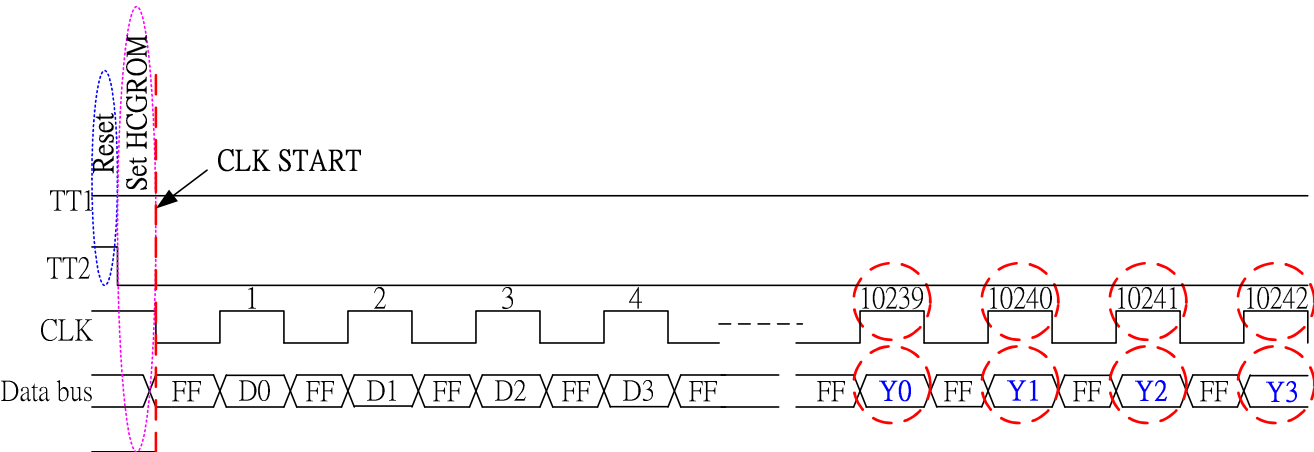 Reset
Set HCGROM
CLK START
TT1
TT2
1 2 3 4 10239 10240 10241 10242
CLK
Data bus FF D0 FF D1 FF D2 FF D3 FF FF Y0 FF Y1 FF Y2 FF Y3